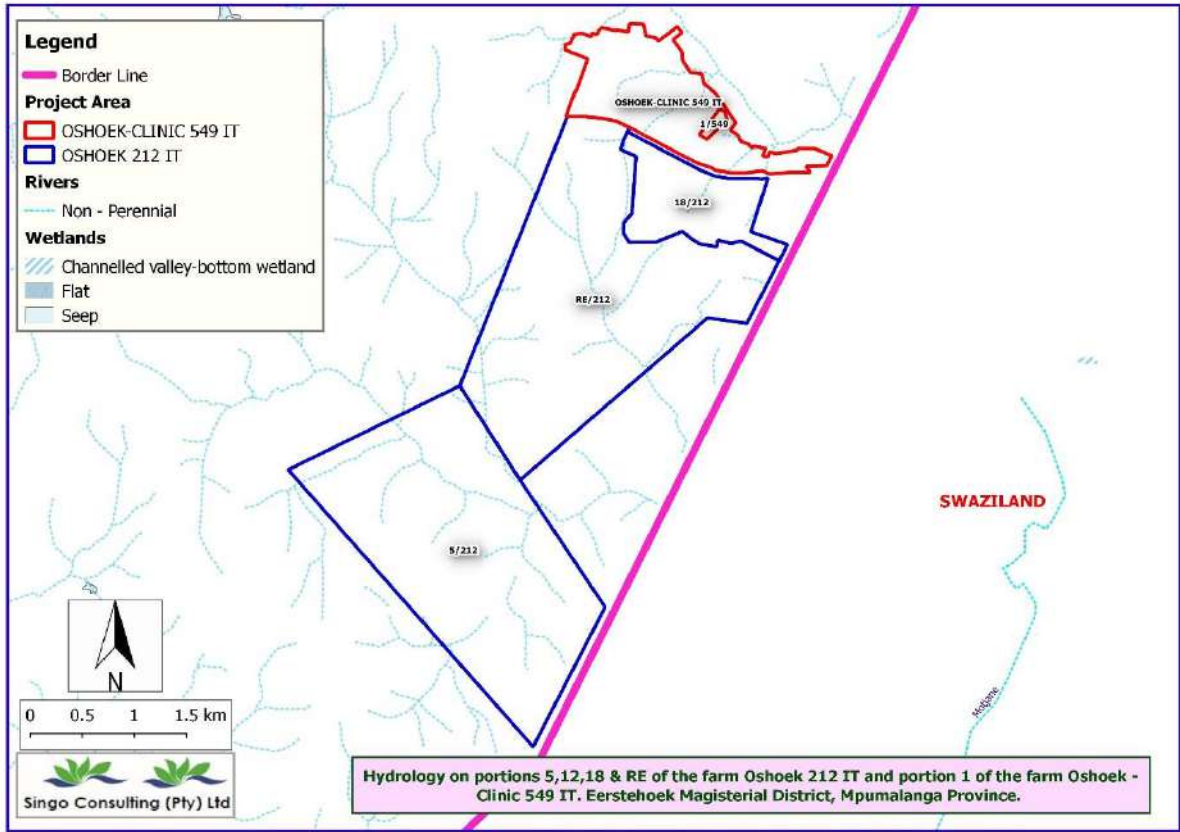 Legend
Border Line
Project Area
OSHOEK-CLINIC 549 IT
OSHOEK 212 IT
Rivers
Non - Perennial
Wetlands
Channelled valley-bottom wetland
Flat
Seep
OSHOEK-CLINIC 549 IT
1/549
18/212
RE/212
5/212
SWAZILAND
Motjane
N
0 0.5 1 1.5 km
Singo Consulting (Pty) Ltd
Hydrology on portions 5,12,18 & RE of the farm Oshoek 212 IT and portion 1 of the farm Oshoek -
Clinic 549 IT. Eerstehoek Magisterial District, Mpumalanga Province.